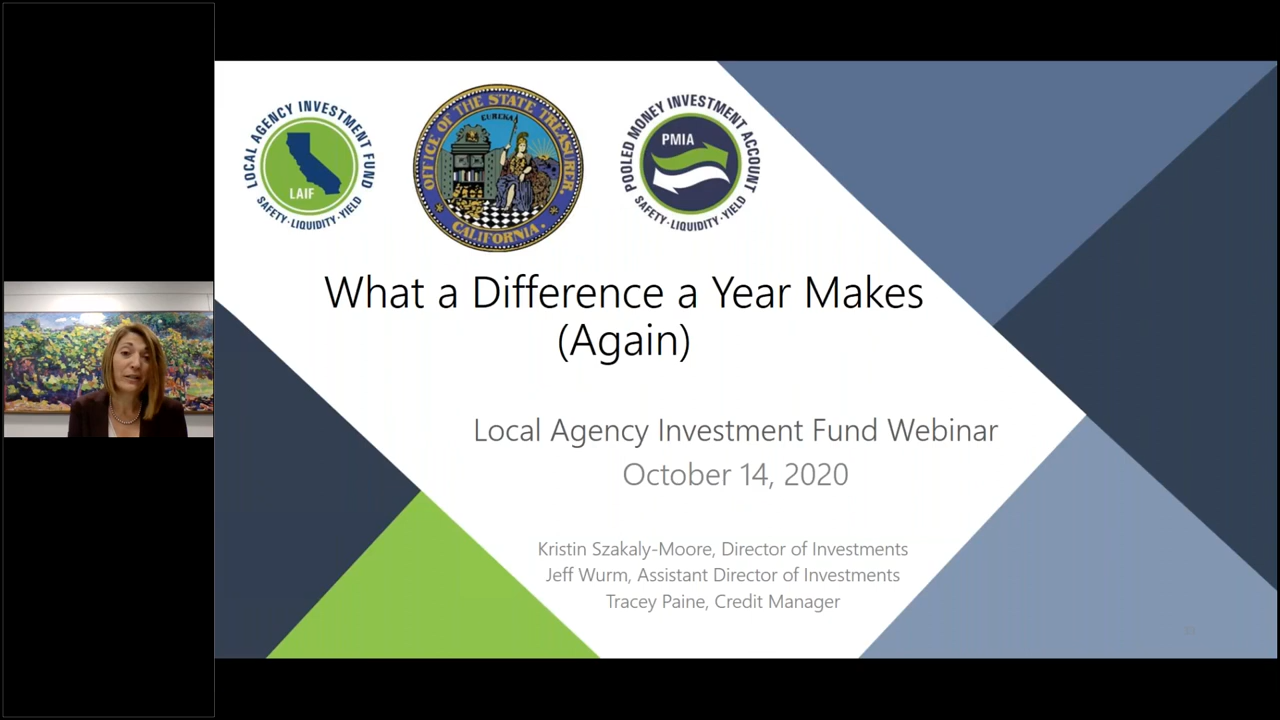 LOCAL AGENCY INVESTMENT FUND
LAIF
SAFETY · LIQUIDITY · YIELD
OFFICE OF THE STATE TREASURER
EUREKA
CALIFORNIA
POOLED MONEY INVESTMENT ACCOUNT
PMIA
SAFETY · LIQUIDITY · YIELD
What a Difference a Year Makes
(Again)
Local Agency Investment Fund Webinar
October 14, 2020
Kristin Szakaly-Moore, Director of Investments
Jeff Wurm, Assistant Director of Investments
Tracey Paine, Credit Manager